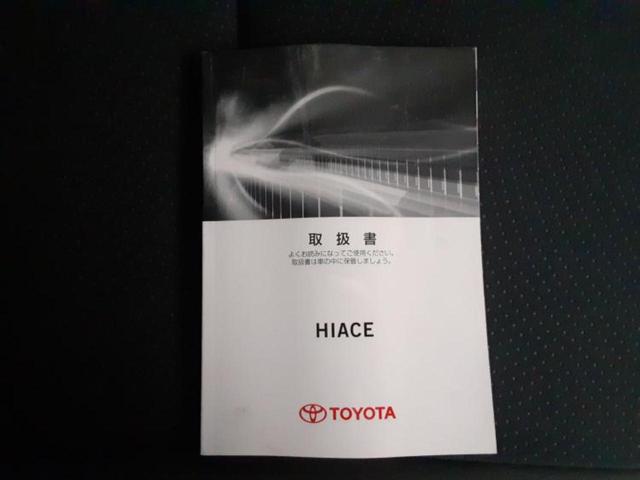 取扱書
よくお読みになってご使用ください。
取扱書は車の中に保管しましょう。
HIACE
TOYOTA